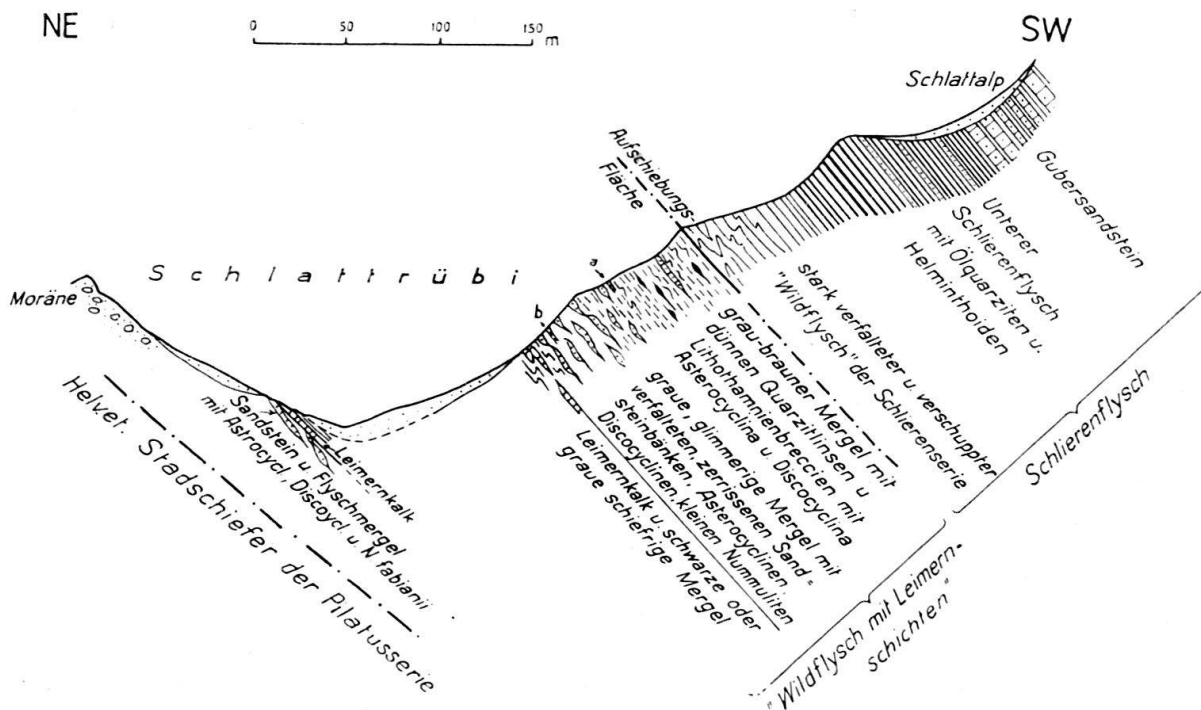 NE
0 50 100 150 m
SW
Schlattalp
Aufschiebungs
Fläche
Gubersandstein
Unterer
Schlierenflysch
mit Ölquarziten u.
Helminthoiden
Schlattrübi
a
b
Moräne
stark verfalteter u. verschuppter
"Wildflysch" der Schlierenserie
grau-brauner Mergel mit
dünnen Quarzitlinsen u
Lithothamnienbreccien mit
Asterocyclina u. Discocyclina
graue, glimmerige Mergel mit
verfalteten, zerrissenen Sand=
steinbänken, Asterocyclinen
Discocyclinen, kleinen Nummuliten
Leimernkalk u. schwarze oder
graue schiefrige Mergel
Leimernkalk
Sandstein u Flyschmergel
mit Astrocycl, Discoycl. u. N fabianii
Helvet. Stadschiefer der Pilatusserie
Schlierenflysch
"Wildflysch mit Leimern-
schichten"